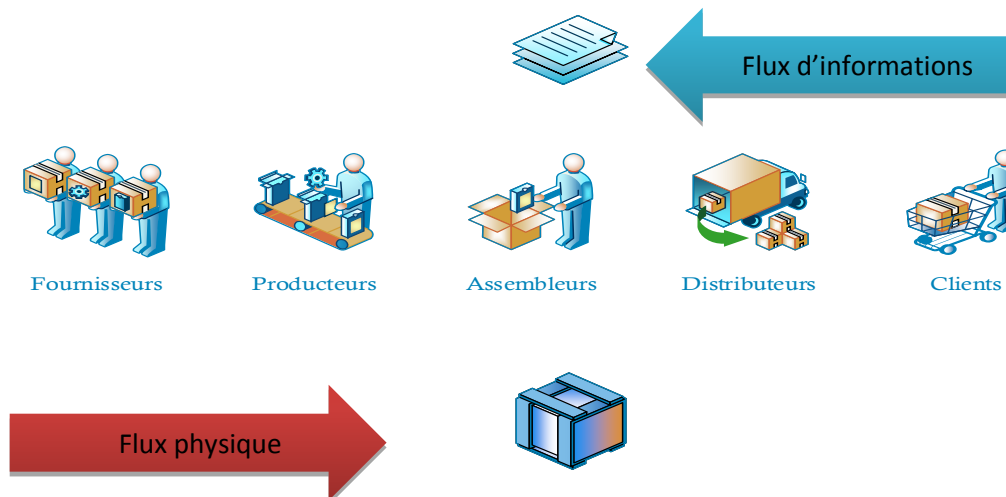 Flux d'informations
Fournisseurs
Producteurs
Assembleurs
Distributeurs
Clients
Flux physique